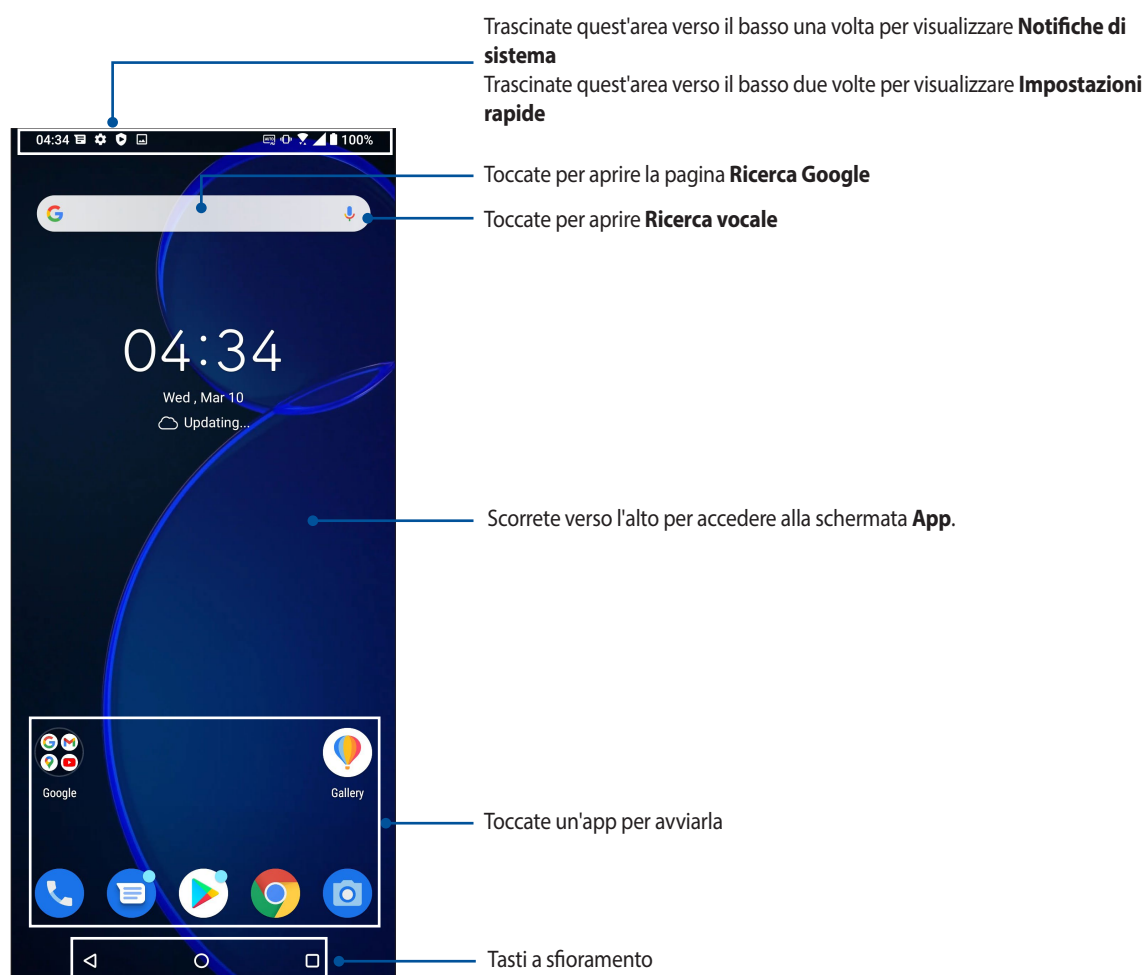 Trascinate quest'area verso il basso una volta per visualizzare Notifiche di
sistema
Trascinate quest'area verso il basso due volte per visualizzare Impostazioni
rapide
04:34 100%
Toccate per aprire la pagina Ricerca Google
Toccate per aprire Ricerca vocale
04:34
Wed , Mar 10
Updating...
Scorrete verso l'alto per accedere alla schermata App.
Google Gallery
Toccate un'app per avviarla
Tasti a sfioramento